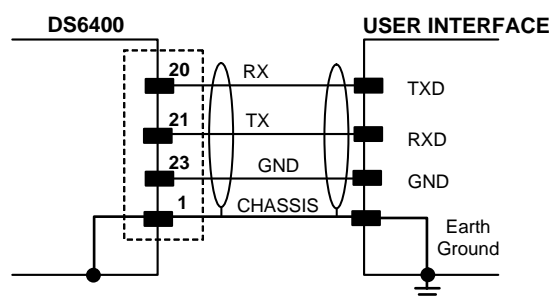 DS6400 USER INTERFACE
20 RX TXD
21 TX RXD
23 GND GND
1 CHASSIS
Earth
Ground